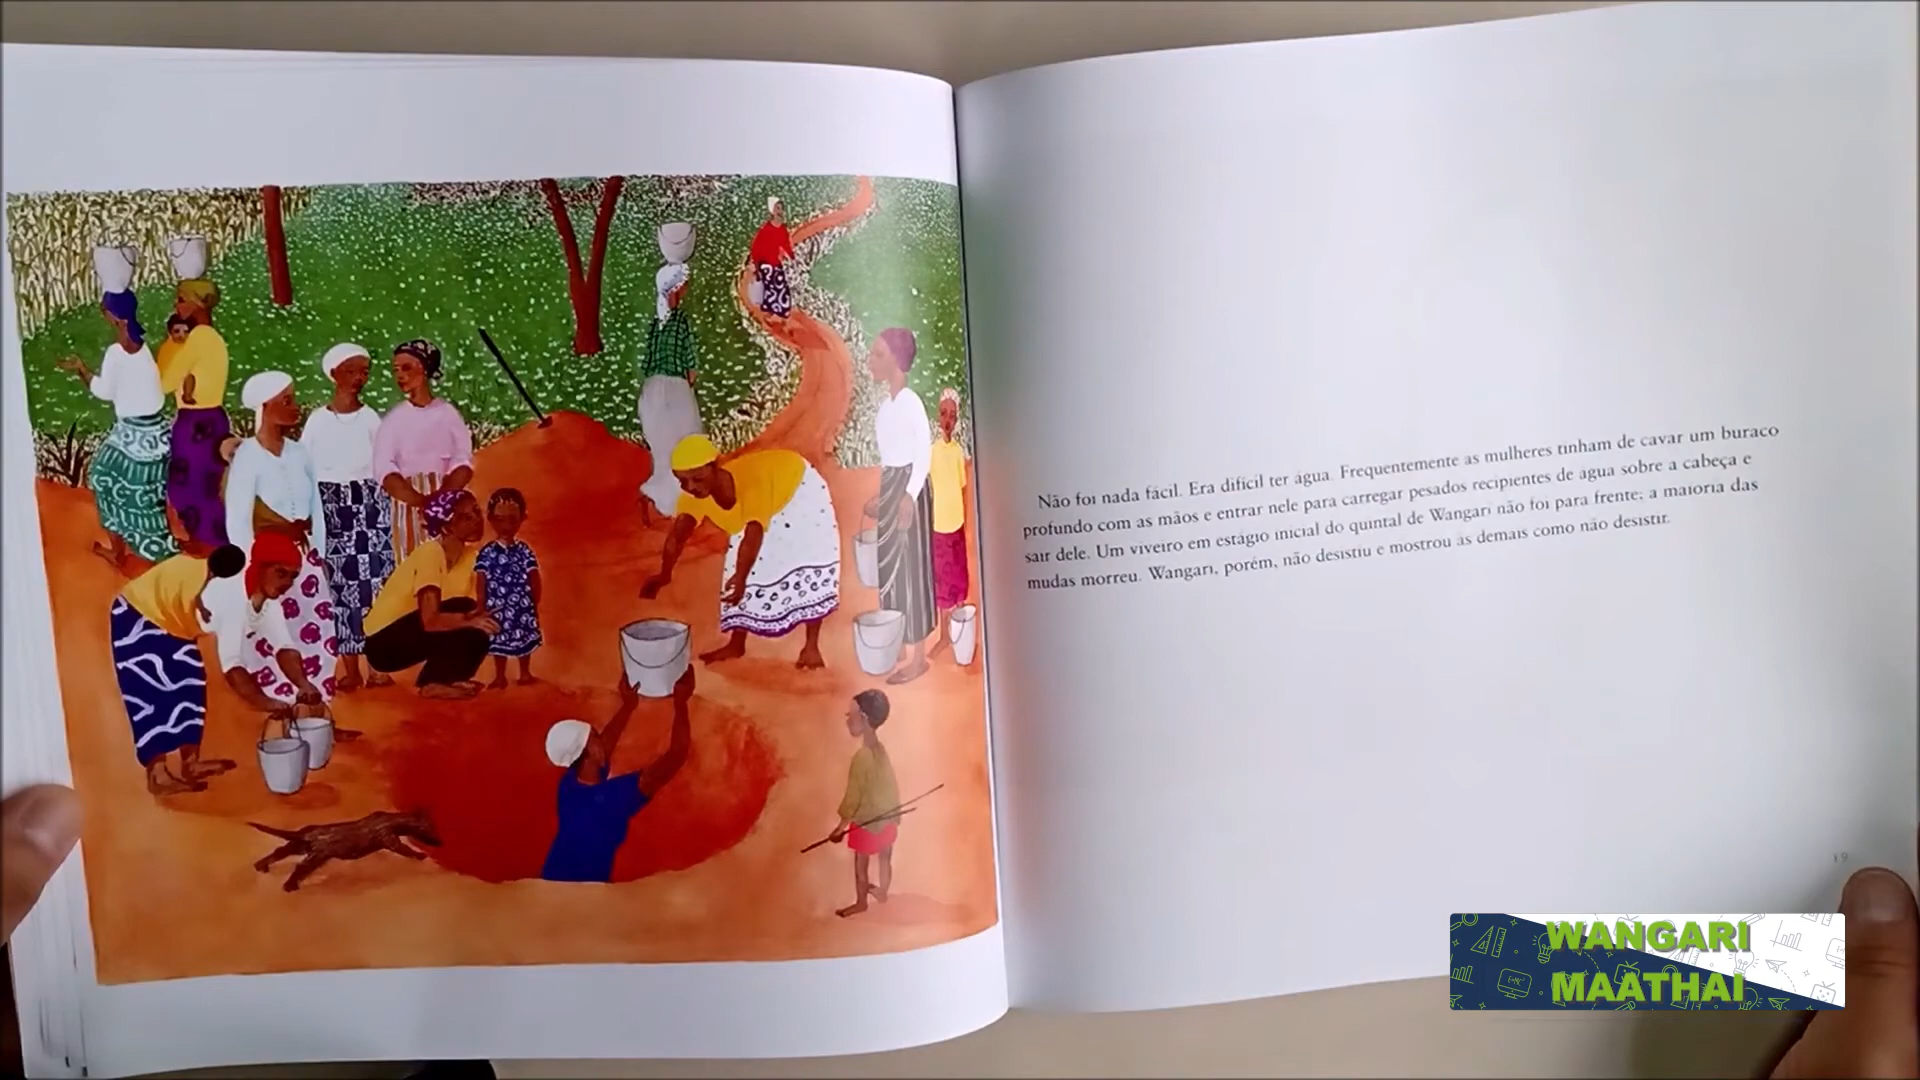 Não foi nada fácil. Era difícil ter água. Frequentemente as mulheres tinham de cavar um buraco
profundo com as mãos e entrar nele para carregar pesados recipientes de agua sobre a cabeça e
sair dele. Um viveiro em estágio inicial do quintal de Wangari não foi para frente; a maioria das
mudas morreu. Wangari, porém, não desistiu e mostrou às demais como não desistir.
19
WANGARI
MAATHAI